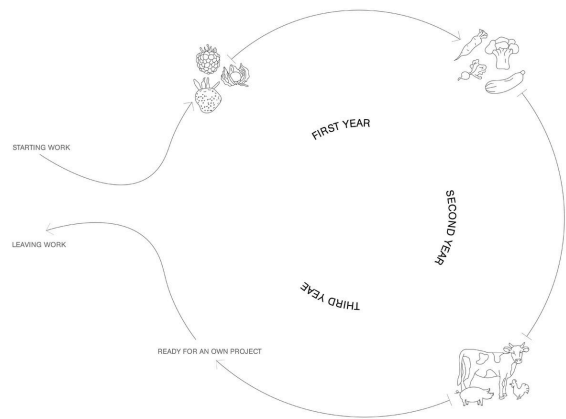 FIRST YEAR
STARTING WORK
SECOND YEAR
LEAVING WORK
THIRD YEAE
READY FOR AN OWN PROJECT